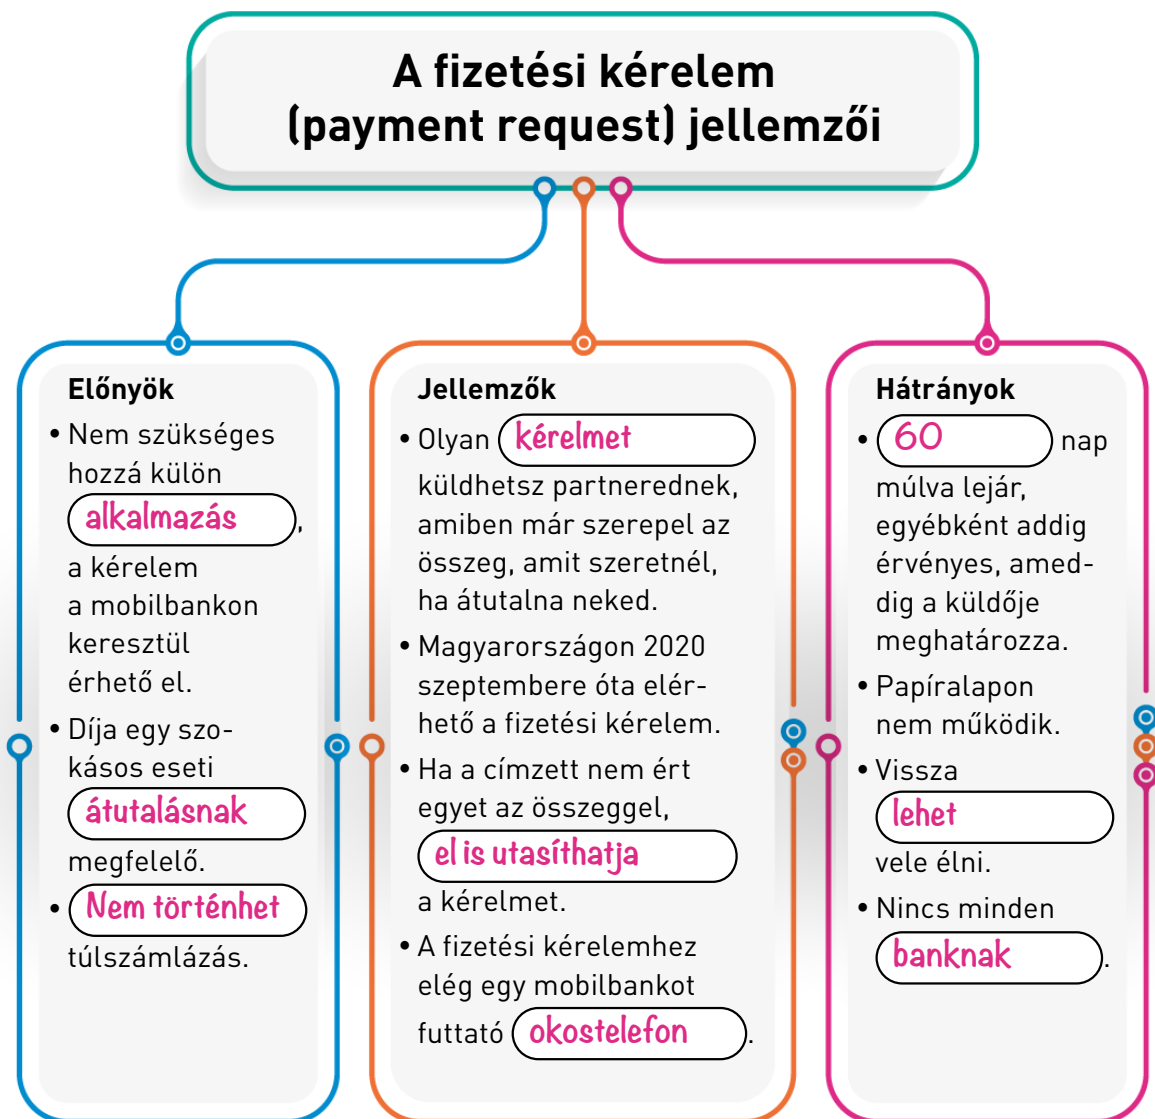 A fizetési kérelem
(payment request) jellemzői
Előnyök
• Nem szükséges
hozzá külön
alkalmazás,
a kérelem
a mobilbankon
keresztül
érhető el.
• Díja egy szo-
kásos eseti
átutalásnak
megfelelő.
• Nem történhet
túlszámlázás.
Jellemzők
• Olyan kérelmet
küldhetsz partnerednek,
amiben már szerepel az
összeg, amit szeretnél,
ha átutalna neked.
• Magyarországon 2020
szeptembere óta elér-
hető a fizetési kérelem.
• Ha a címzett nem ért
egyet az összeggel,
el is utasíthatja
a kérelmet.
• A fizetési kérelemhez
elég egy mobilbankot
futtató okostelefon.
Hátrányok
• 60 nap
múlva lejár,
egyébként addig
érvényes, amed-
dig a küldője
meghatározza.
• Papíralapon
nem működik.
• Vissza
lehet
vele élni.
• Nincs minden
banknak.